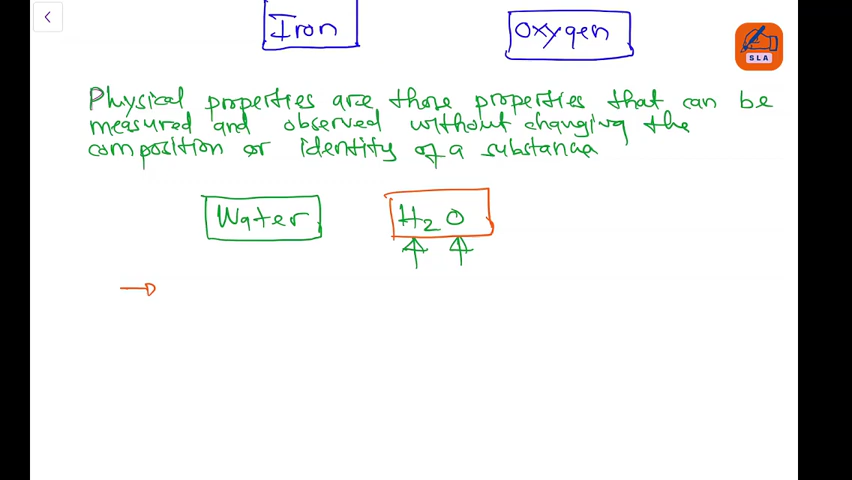 Iron Oxygen
SLA
Physical properties are those properties that can be
measured and observed without changing the
composition or identity of a substance
Water H₂O